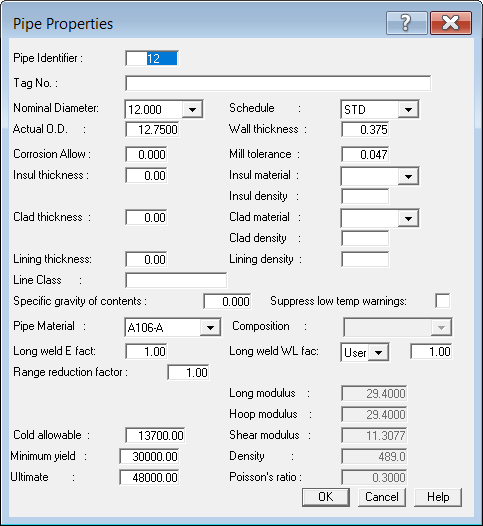 Pipe Properties
Pipe Identifier : 12
Tag No. :
Nominal Diameter: 12.000 Schedule : STD
Actual O.D. : 12.7500 Wall thickness : 0.375
Corrosion Allow : 0.000 Mill tolerance : 0.047
Insul thickness : 0.00 Insul material :
Insul density :
Clad thickness : 0.00 Clad material :
Clad density :
Lining thickness: 0.00 Lining density :
Line Class :
Specific gravity of contents : 0.000 Suppress low temp warnings:
Pipe Material : A106-A Composition :
Long weld E fact: 1.00 Long weld WL fac: User 1.00
Range reduction factor : 1.00
Long modulus : 29.4000
Hoop modulus : 29.4000
Cold allowable : 13700.00 Shear modulus : 11.3077
Minimum yield : 30000.00 Density : 489.0
Ultimate : 48000.00 Poisson's ratio : 0.3000
OK Cancel Help